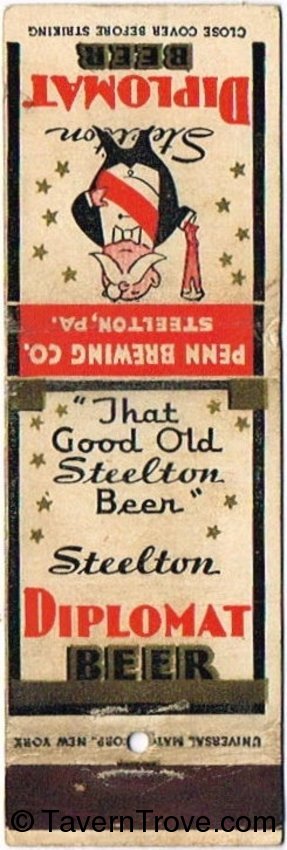 CLOSE COVER BEFORE STRIKING
Steelton
DIPLOMAT
BEER
PENN BREWING CO.
STEELTON, PA.
"That
Good Old
Steelton
Beer"
Steelton
DIPLOMAT
BEER
UNIVERSAL MATCH CORP., NEW YORK
© TavernTrove.com